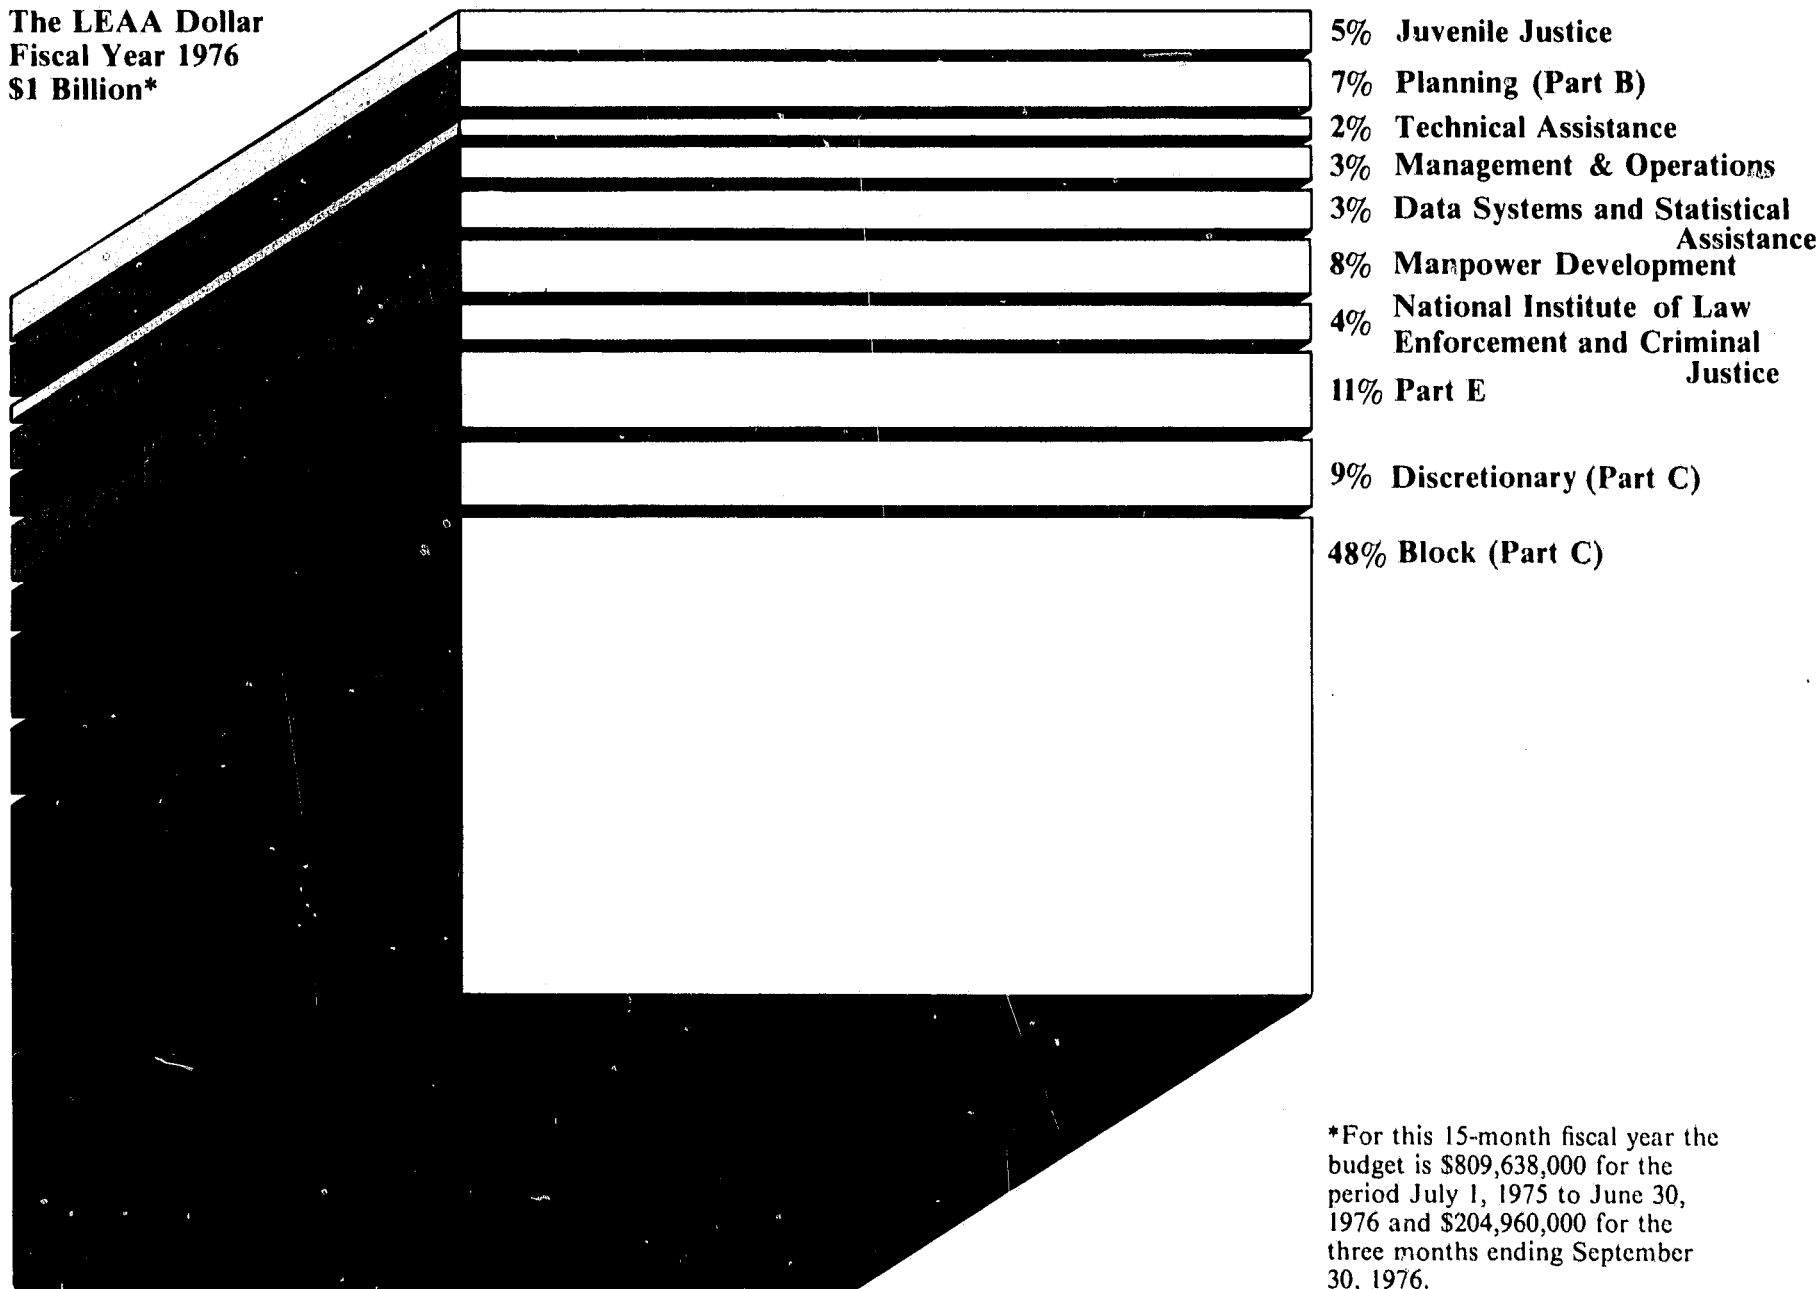 The LEAA Dollar
Fiscal Year 1976
$1 Billion*
5% Juvenile Justice
7% Planning (Part B)
2% Technical Assistance
3% Management & Operations
3% Data Systems and Statistical
Assistance
8% Manpower Development
4% National Institute of Law
Enforcement and Criminal
Justice
11% Part E
9% Discretionary (Part C)
48% Block (Part C)
*For this 15-month fiscal year the
budget is $809,638,000 for the
period July 1, 1975 to June 30,
1976 and $204,960,000 for the
three months ending September
30, 1976.